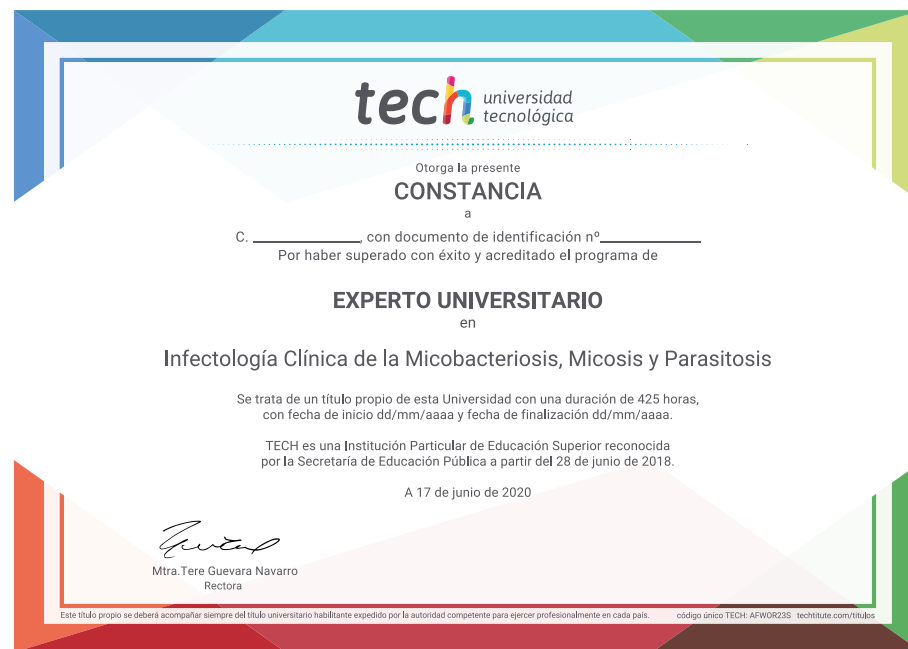 tech universidad
tecnológica
Otorga la presente
CONSTANCIA
a
C. ____________, con documento de identificación nº____________
Por haber superado con éxito y acreditado el programa de
EXPERTO UNIVERSITARIO
en
Infectología Clínica de la Micobacteriosis, Micosis y Parasitosis
Se trata de un título propio de esta Universidad con una duración de 425 horas,
con fecha de inicio dd/mm/aaaa y fecha de finalización dd/mm/aaaa.
TECH es una Institución Particular de Educación Superior reconocida
por la Secretaría de Educación Pública a partir del 28 de junio de 2018.
A 17 de junio de 2020
Mtra.Tere Guevara Navarro
Rectora
Este título propio se deberá acompañar siempre del título universitario habilitante expedido por la autoridad competente para ejercer profesionalmente en cada país. código único TECH: AFWOR23S techtitute.com/títulos